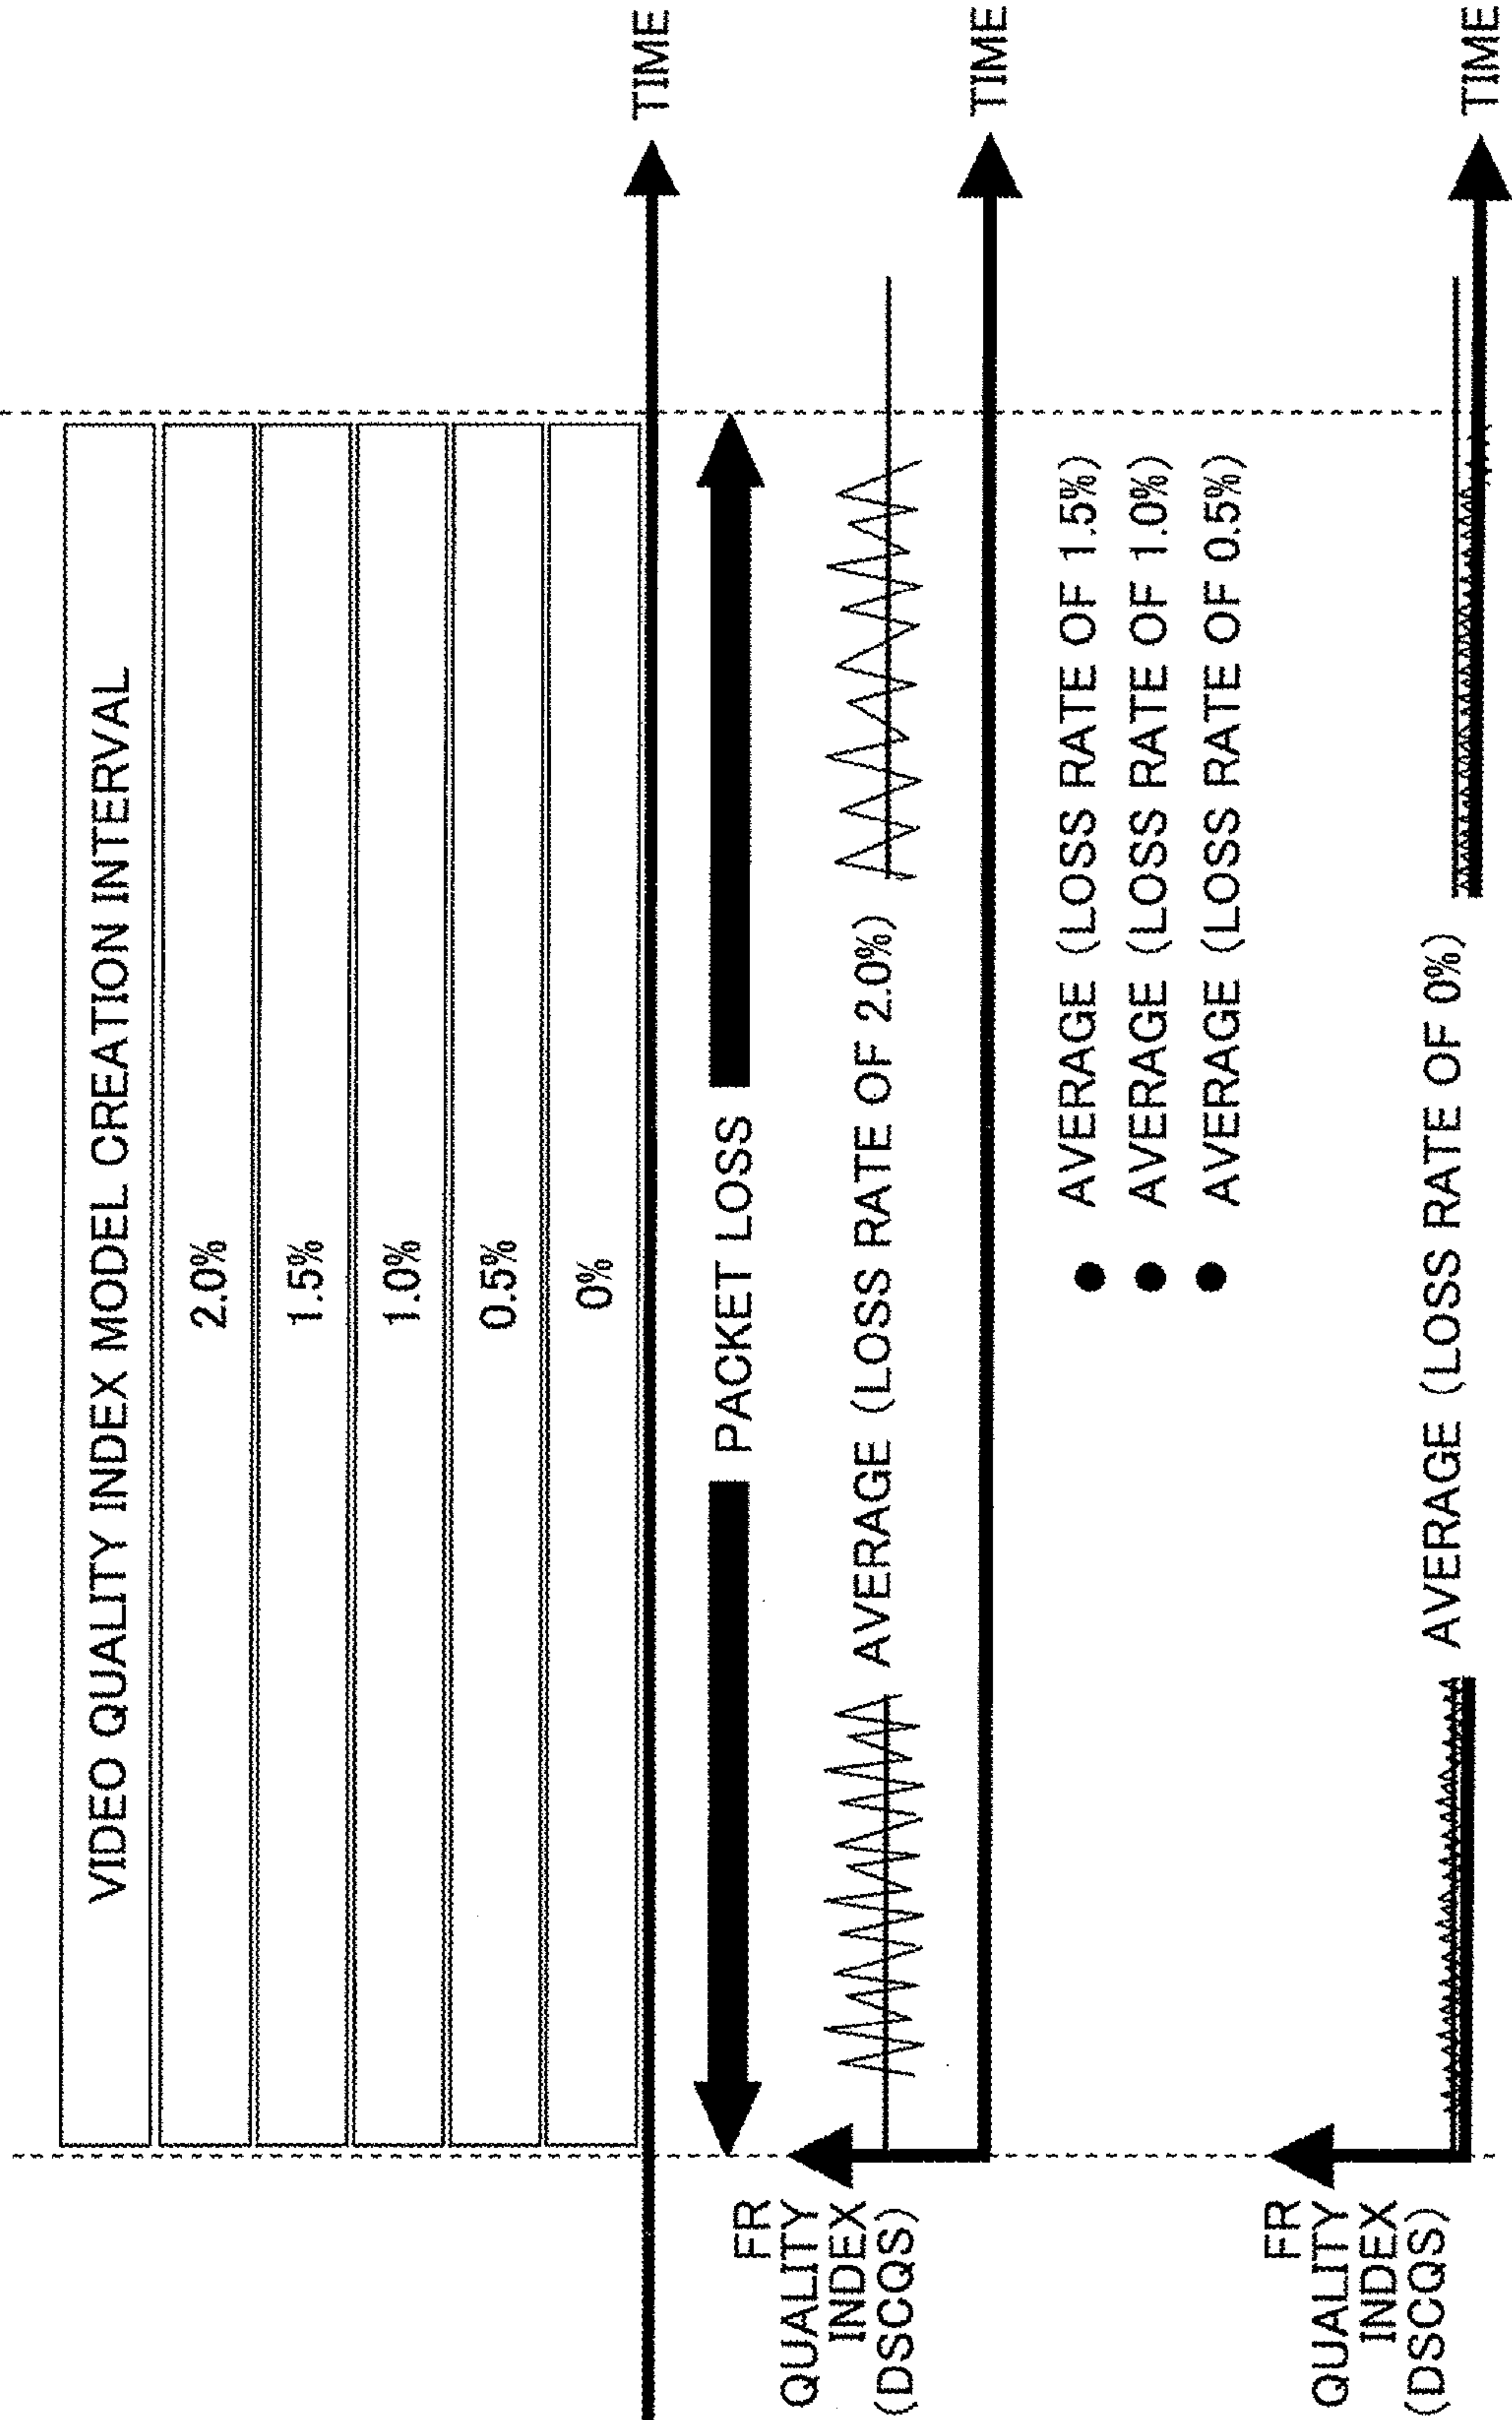 VIDEO QUALITY INDEX MODEL CREATION INTERVAL
2.0%
1.5%
1.0%
0.5%
0%
TIME
PACKET LOSS
FR
QUALITY
INDEX
(DSCQS)
AVERAGE (LOSS RATE OF 2.0%)
TIME
AVERAGE (LOSS RATE OF 1.5%)
AVERAGE (LOSS RATE OF 1.0%)
AVERAGE (LOSS RATE OF 0.5%)
FR
QUALITY
INDEX
(DSCQS)
AVERAGE (LOSS RATE OF 0%)
TIME